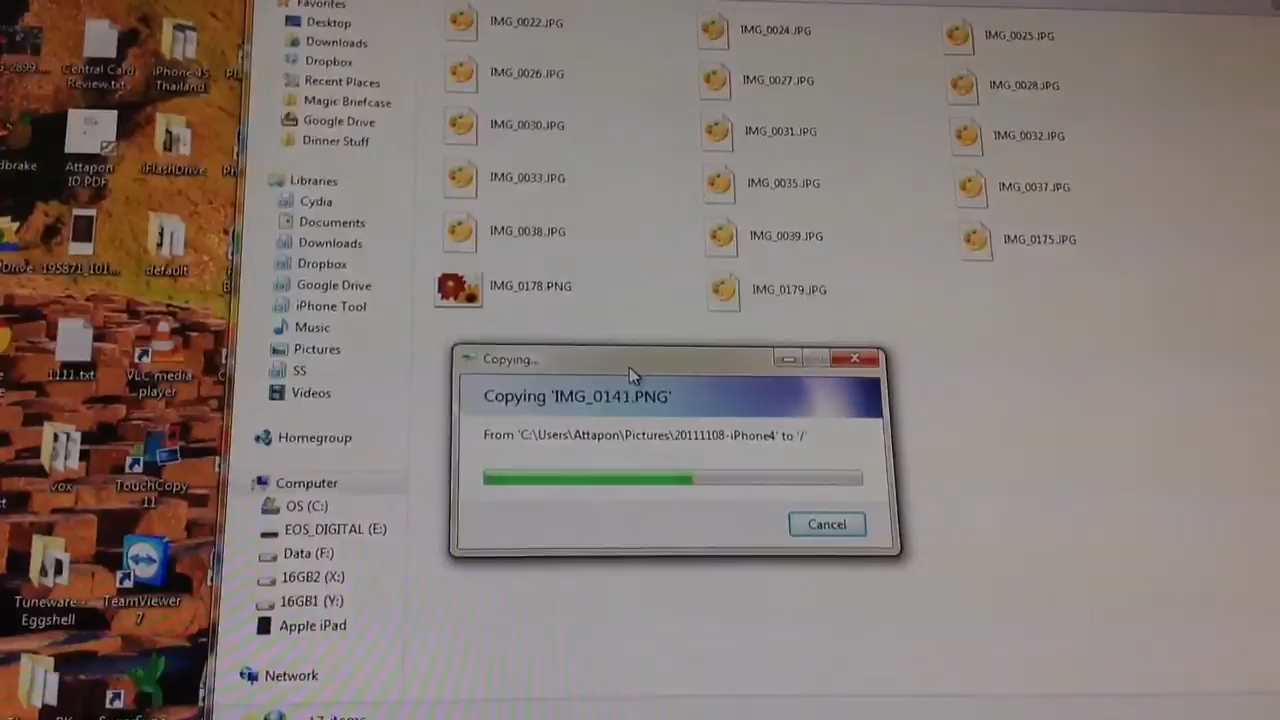 Favorites
Desktop
Downloads
Dropbox
Recent Places
Magic Briefcase
Google Drive
Dinner Stuff
Libraries
Cydia
Documents
Downloads
Dropbox
Google Drive
iPhone Tool
Music
Pictures
SS
Videos
Homegroup
Computer
OS (C:)
EOS_DIGITAL (E:)
Data (F:)
16GB2 (X:)
16GB1 (Y:)
Apple iPad
Network
17 items
IMG_0022.JPG
IMG_0024.JPG
IMG_0025.JPG
IMG_0026.JPG
IMG_0027.JPG
IMG_0028.JPG
IMG_0030.JPG
IMG_0031.JPG
IMG_0032.JPG
IMG_0033.JPG
IMG_0035.JPG
IMG_0037.JPG
IMG_0038.JPG
IMG_0039.JPG
IMG_0175.JPG
IMG_0178.PNG
IMG_0179.JPG
Copying...
Copying 'IMG_0141.PNG'
From 'C:\Users\Attapon\Pictures\20111108-iPhone4' to '/'
Cancel
Central Card
Review.txt
iPhone 4S
Thailand
dbrake
Attapon
ID.PDF
iFlashDrive
195871_101...
default
1111.txt
VLC media
player
vox
TouchCopy
11
Tuneware -
Eggshell
TeamViewer
7